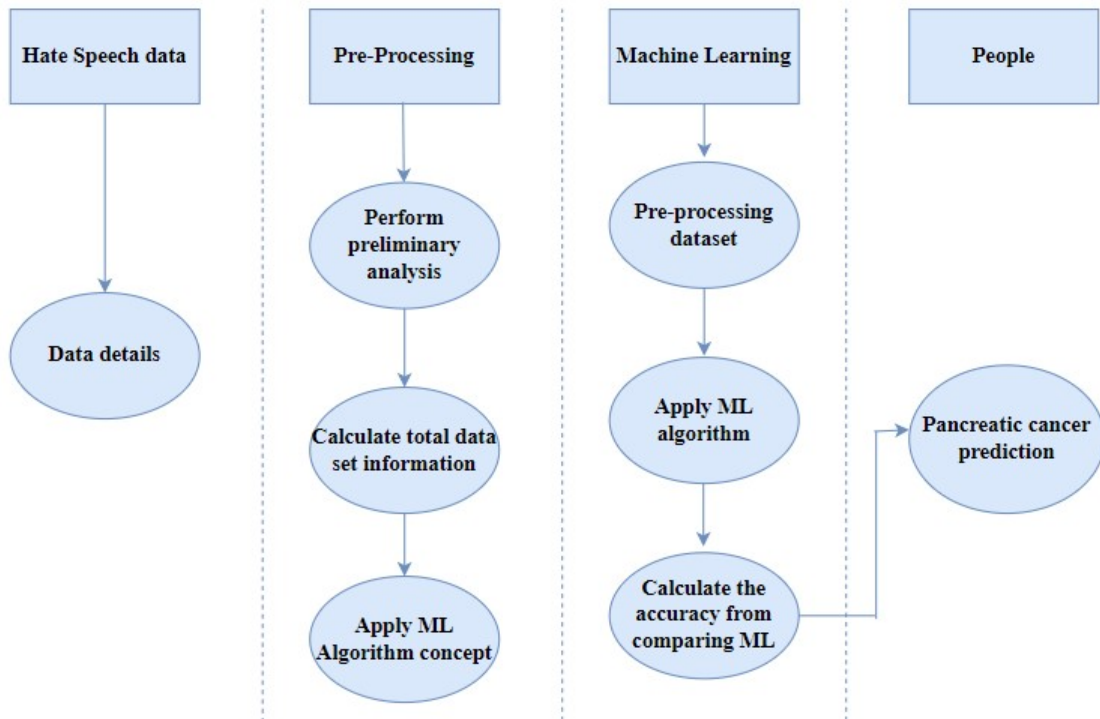 Hate Speech data
Pre-Processing
Machine Learning
People
Data details
Perform
preliminary
analysis
Calculate total data
set information
Apply ML
Algorithm concept
Pre-processing
dataset
Apply ML
algorithm
Calculate the
accuracy from
comparing ML
Pancreatic cancer
prediction